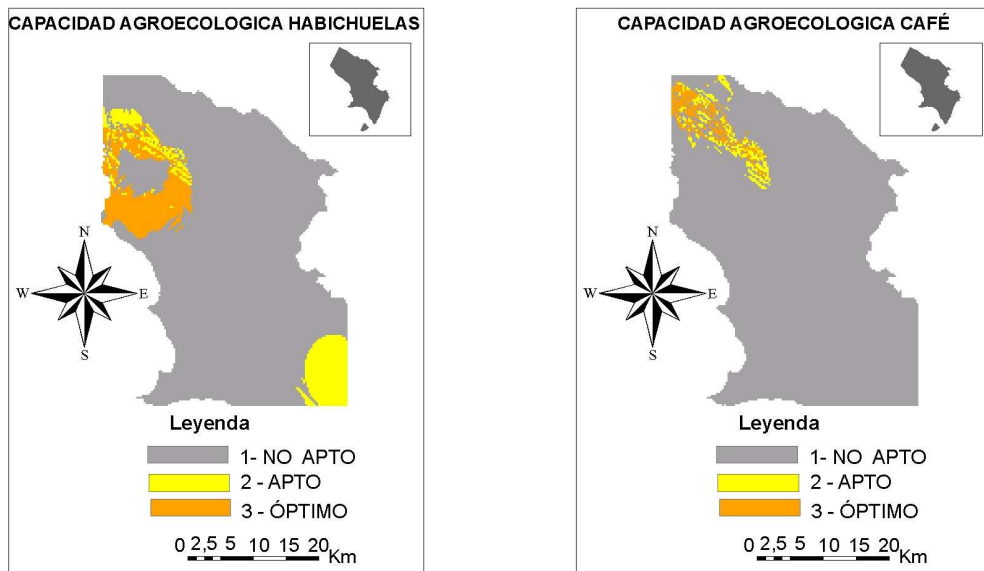 CAPACIDAD AGROECOLOGICA HABICHUELAS
N
W E
S
Leyenda
1- NO APTO
2 - APTO
3 - ÓPTIMO
0 2,5 5 10 15 20
Km
CAPACIDAD AGROECOLOGICA CAFÉ
N
W E
S
Leyenda
1- NO APTO
2 - APTO
3 - ÓPTIMO
0 2,5 5 10 15 20
Km